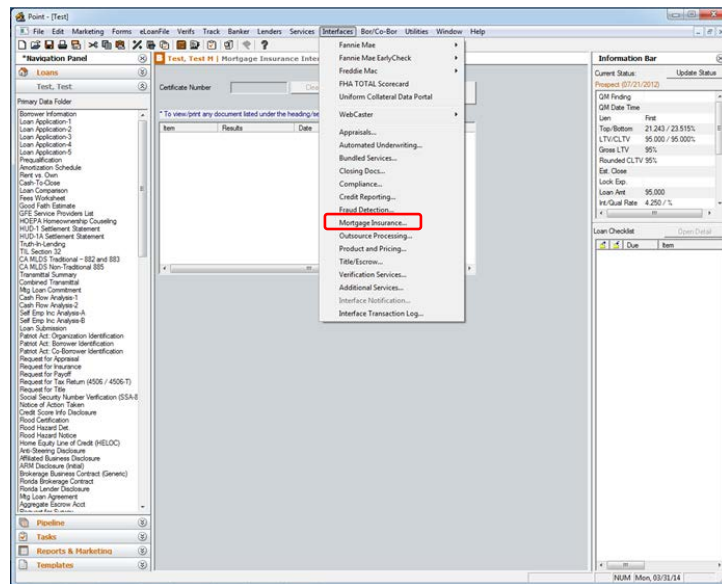 Point - [Test]
File Edit Marketing Forms eLoanFile Verifs Track Banker Lenders Services Interfaces Bor/Co-Bor Utilities Window Help
*Navigation Panel
Loans
Test, Test
Primary Data Folder
Borrower Information
Loan Application-1
Loan Application-2
Loan Application-3
Loan Application-4
Loan Application-5
Prequalification
Amortization Schedule
Rent vs. Own
Cash-To-Close
Loan Comparison
Fees Worksheet
Good Faith Estimate
GFE Service Providers List
HOEPA Homeownership Counseling
HUD-1 Settlement Statement
HUD-1A Settlement Statement
Truth-In-Lending
TIL Section 32
CA MLDS Traditional - 882 and 883
CA MLDS Non-Traditional 885
Transmittal Summary
Combined Transmittal
Mtg Loan Commitment
Cash Flow Analysis-1
Cash Flow Analysis-2
Self Emp Inc Analysis-A
Self Emp Inc Analysis-B
Loan Submission
Patriot Act: Organization Identification
Patriot Act: Borrower Identification
Patriot Act: Co-Borrower Identification
Request for Appraisal
Request for Insurance
Request for Payoff
Request for Tax Return (4506 / 4506-T)
Request for Title
Social Security Number Verification (SSA-8
Notice of Action Taken
Credit Score Info Disclosure
Flood Certification
Flood Hazard Det.
Flood Hazard Notice
Home Equity Line of Credit (HELOC)
Anti-Steering Disclosure
Affiliated Business Disclosure
ARM Disclosure (Initial)
Brokerage Business Contract (Generic)
Florida Brokerage Contract
Florida Lender Disclosure
Mtg Loan Agreement
Aggregate Escrow Acct
Pipeline
Tasks
Reports & Marketing
Templates
Test, Test M | Mortgage Insurance Inter
Certificate Number
Clea
* To view/print any document listed under the heading/se
Item Results Date
Fannie Mae
Fannie Mae EarlyCheck
Freddie Mac
FHA TOTAL Scorecard
Uniform Collateral Data Portal
WebCaster
Appraisals...
Automated Underwriting...
Bundled Services...
Closing Docs...
Compliance...
Credit Reporting...
Fraud Detection...
Mortgage Insurance...
Outsource Processing...
Product and Pricing...
Title/Escrow...
Verification Services...
Additional Services...
Interface Notification...
Interface Transaction Log...
Information Bar
Current Status: Update Status
Prospect (07/21/2012)
QM Finding
QM Date Time
Lien First
Top/Bottom 21.243 / 23.515%
LTV/CLTV 95.000 / 95.000%
Gross LTV 95%
Rounded CLTV 95%
Est. Close
Lock Exp.
Loan Amt 95,000
Int/Qual Rate 4.250 / %
Loan Checklist Open Detail
Due Item
NUM Mon, 03/31/14